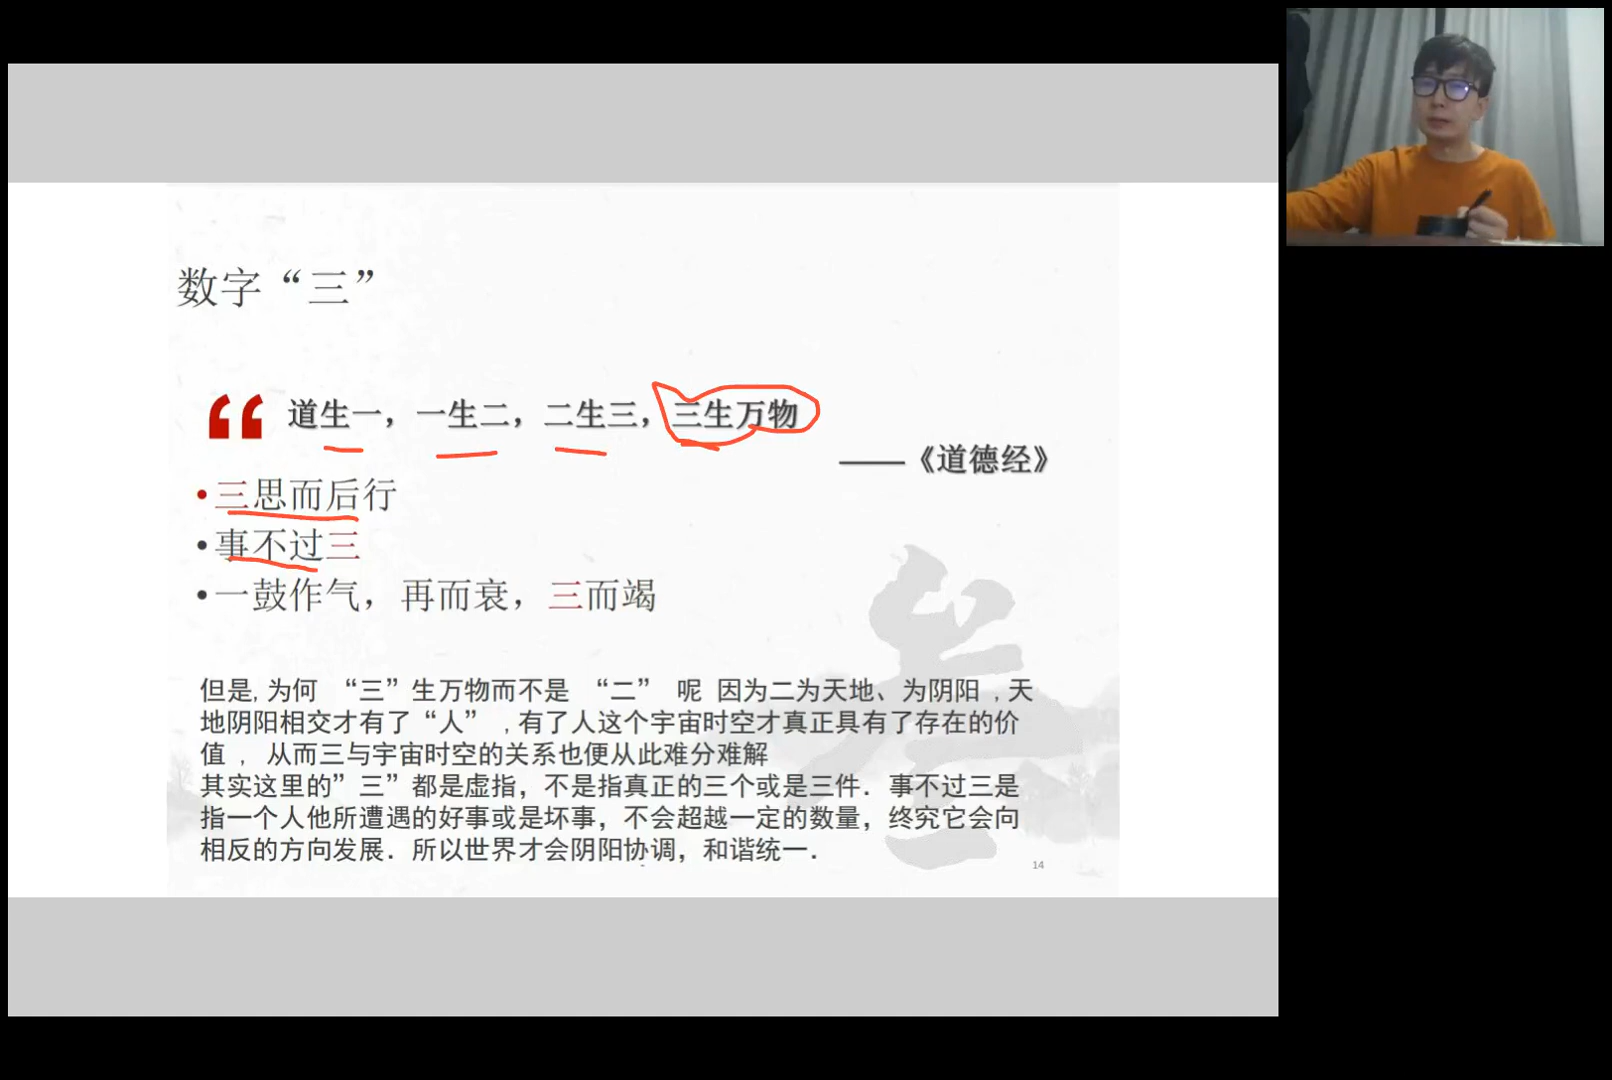 数字“三”
道生一，一生二，二生三，三生万物
——《道德经》
•三思而后行
•事不过三
•一鼓作气，再而衰，三而竭
但是,为何 “三”生万物而不是 “二” 呢 因为二为天地、为阴阳 ,天
地阴阳相交才有了“人” ,有了人这个宇宙时空才真正具有了存在的价
值 ，从而三与宇宙时空的关系也便从此难分难解
其实这里的”三”都是虚指，不是指真正的三个或是三件．事不过三是
指一个人他所遭遇的好事或是坏事，不会超越一定的数量，终究它会向
相反的方向发展．所以世界才会阴阳协调，和谐统一．
14